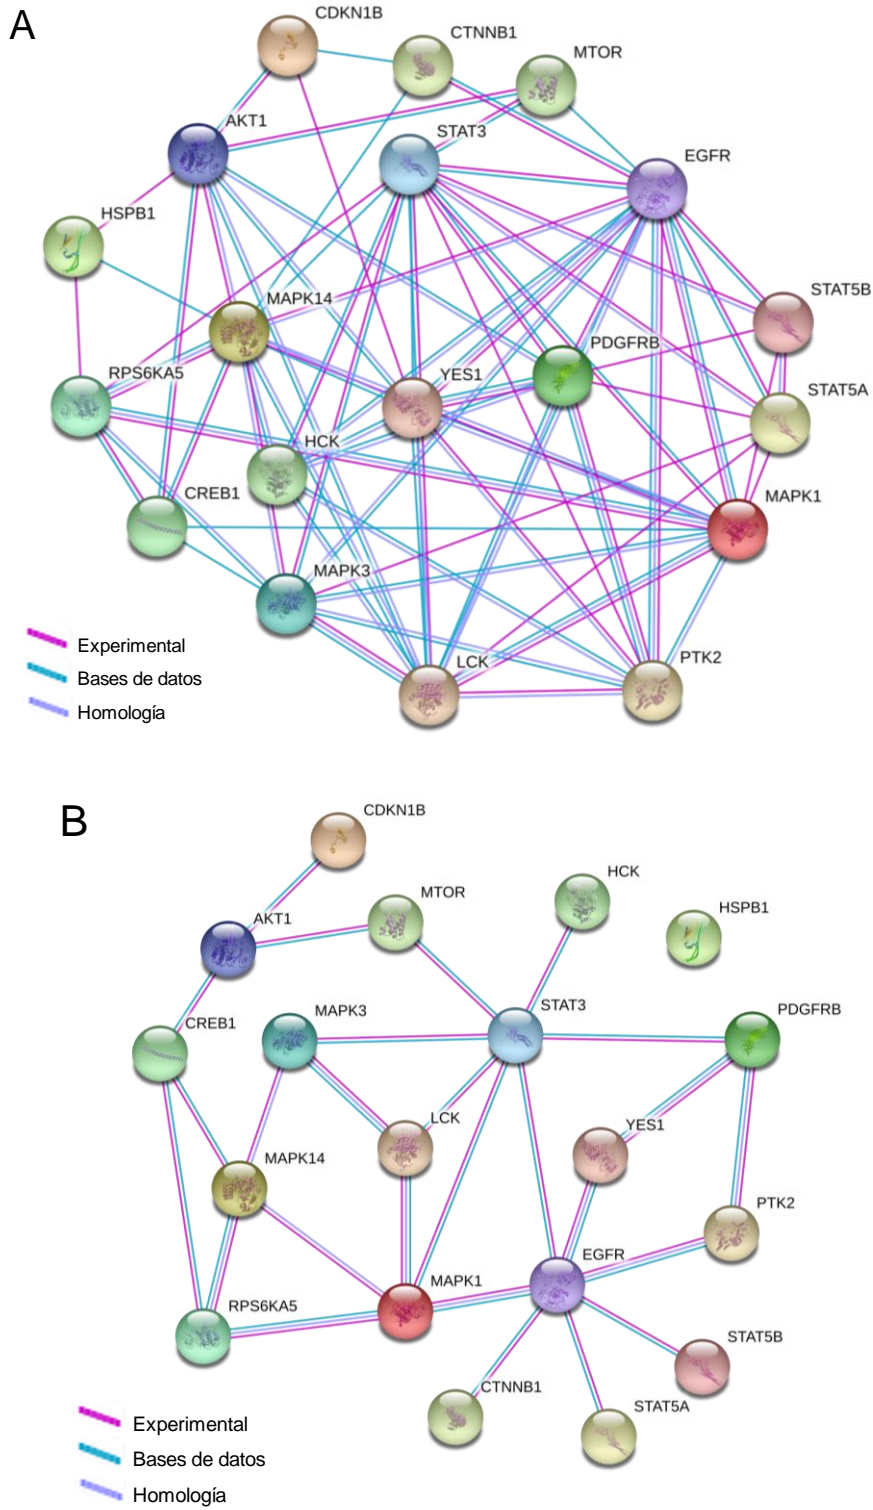 A
CDKN1B
CTNNB1
MTOR
AKT1
STAT3
EGFR
HSPB1
STAT5B
MAPK14
PDGFRB
RPS6KA5
YES1
STAT5A
HCK
CREB1
MAPK1
MAPK3
LCK
PTK2
Experimental
Bases de datos
Homología
B
CDKN1B
HCK
MTOR
HSPB1
AKT1
STAT3
PDGFRB
MAPK3
CREB1
LCK
YES1
MAPK14
PTK2
EGFR
MAPK1
RPS6KA5
STAT5B
CTNNB1
STAT5A
Experimental
Bases de datos
Homología